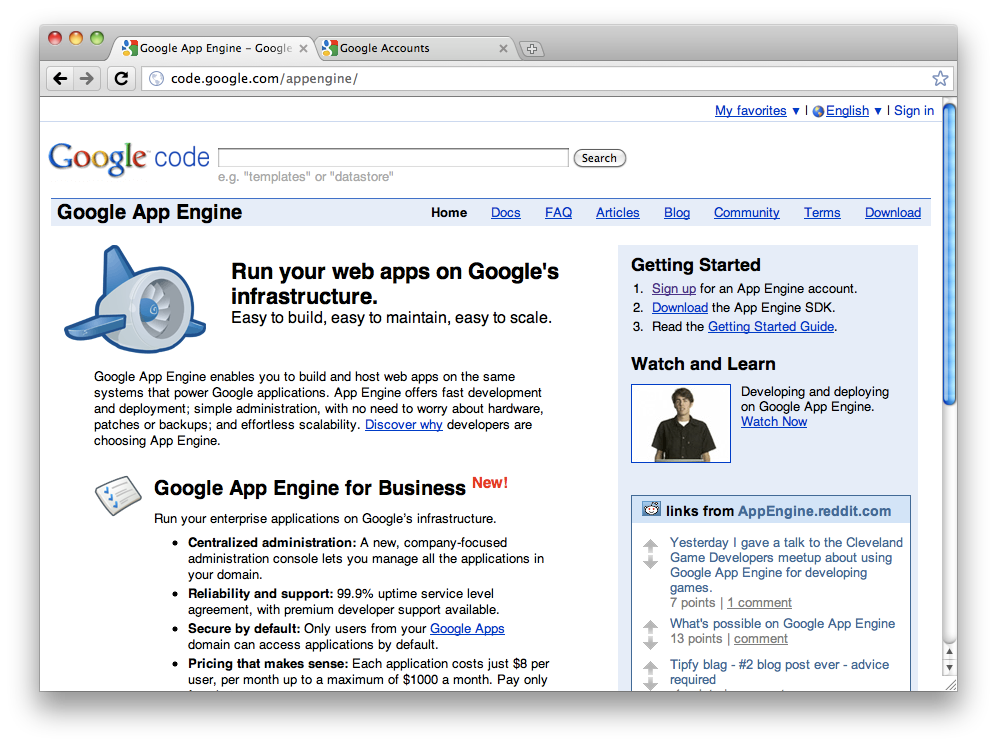 Google App Engine – Google
Google Accounts
code.google.com/appengine/
My favorites ▼ | English ▼ | Sign in
Google code
Search
e.g. "templates" or "datastore"
Google App Engine
Home Docs FAQ Articles Blog Community Terms Download
Run your web apps on Google's
infrastructure.
Easy to build, easy to maintain, easy to scale.
Google App Engine enables you to build and host web apps on the same
systems that power Google applications. App Engine offers fast development
and deployment; simple administration, with no need to worry about hardware,
patches or backups; and effortless scalability. Discover why developers are
choosing App Engine.
Google App Engine for Business New!
Run your enterprise applications on Google's infrastructure.
• Centralized administration: A new, company-focused
administration console lets you manage all the applications in
your domain.
• Reliability and support: 99.9% uptime service level
agreement, with premium developer support available.
• Secure by default: Only users from your Google Apps
domain can access applications by default.
• Pricing that makes sense: Each application costs just $8 per
user, per month up to a maximum of $1000 a month. Pay only
Getting Started
1. Sign up for an App Engine account.
2. Download the App Engine SDK.
3. Read the Getting Started Guide.
Watch and Learn
Developing and deploying
on Google App Engine.
Watch Now
links from AppEngine.reddit.com
Yesterday I gave a talk to the Cleveland
Game Developers meetup about using
Google App Engine for developing
games.
7 points | 1 comment
What's possible on Google App Engine
13 points | comment
Tipfy blag - #2 blog post ever - advice
required